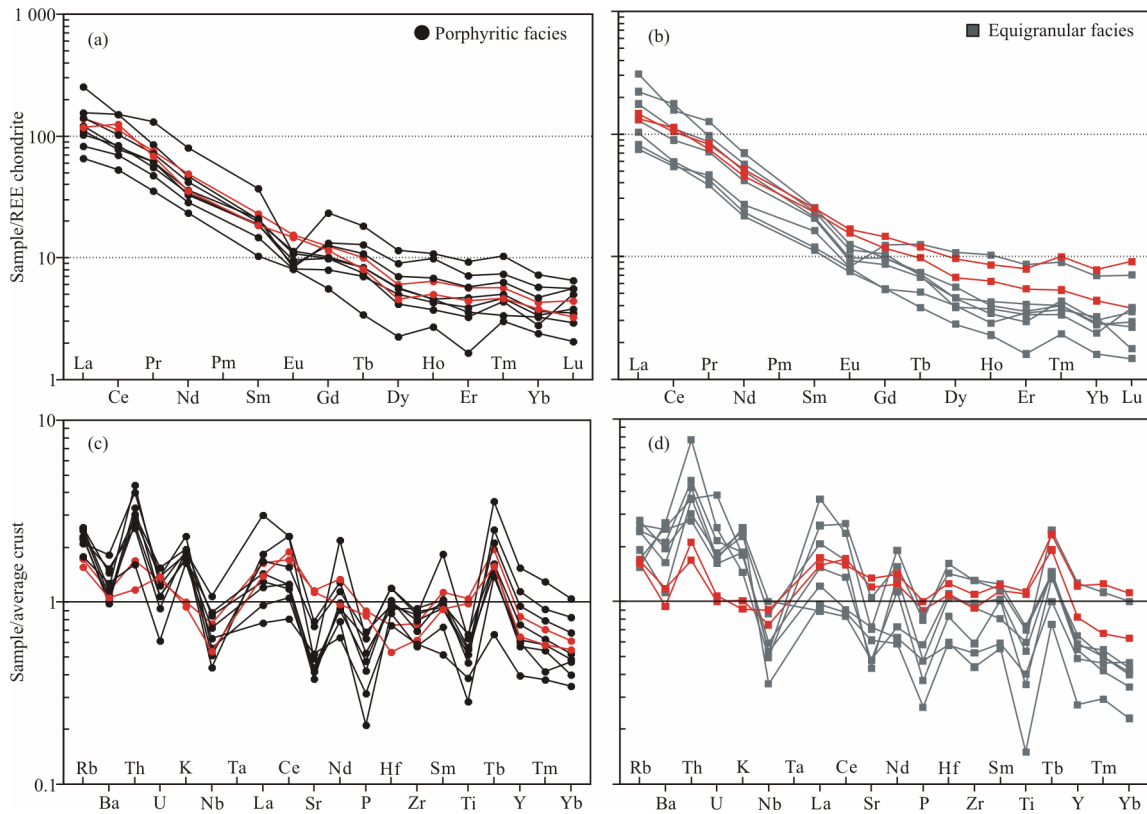 1 000
(a)
Porphyritic facies
(b)
Equigranular facies
100
Sample/REE chondrite
10
La Pr Pm Eu Tb Ho Tm Lu
La Pr Pm Eu Tb Ho Tm
1
Ce Nd Sm Gd Dy Er Yb
Ce Nd Sm Gd Dy Er Yb Lu
10
(c)
(d)
Sample/average crust
1
Rb Th K Ta Ce Nd Hf Sm Tb Tm
Rb Th K Ta Ce Nd Hf Sm Tb Tm
0.1
Ba U Nb La Sr P Zr Ti Y Yb
Ba U Nb La Sr P Zr Ti Y Yb